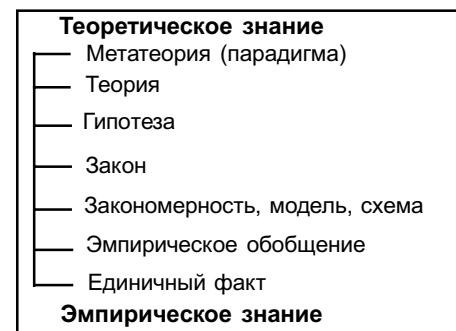 Теоретическое знание
Метатеория (парадигма)
Теория
Гипотеза
Закон
Закономерность, модель, схема
Эмпирическое обобщение
Единичный факт
Эмпирическое знание